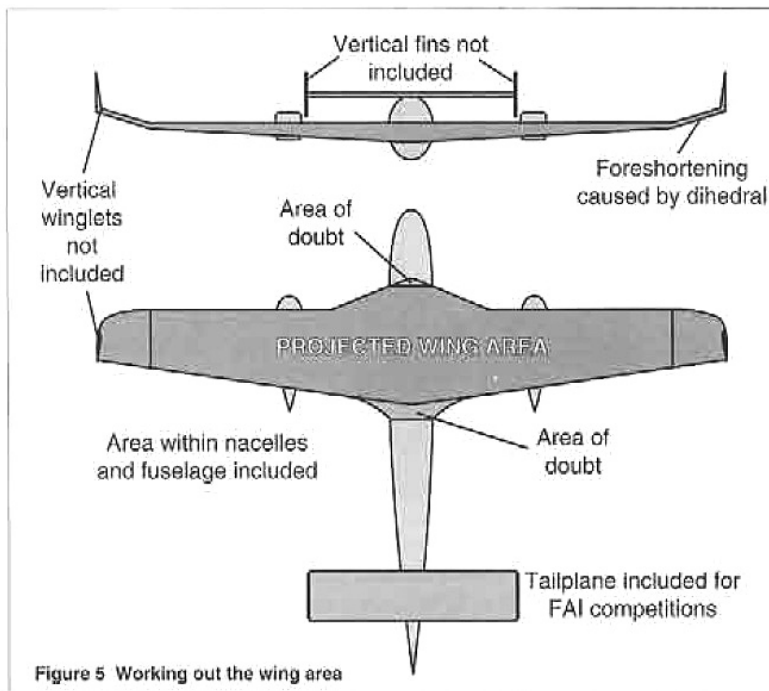 Vertical fins not
included
Vertical
winglets
not
included
Foreshortening
caused by dihedral
Area of
doubt
PROJECTED WING AREA
Area within nacelles
and fuselage included
Area of
doubt
Tailplane included for
FAI competitions
Figure 5 Working out the wing area